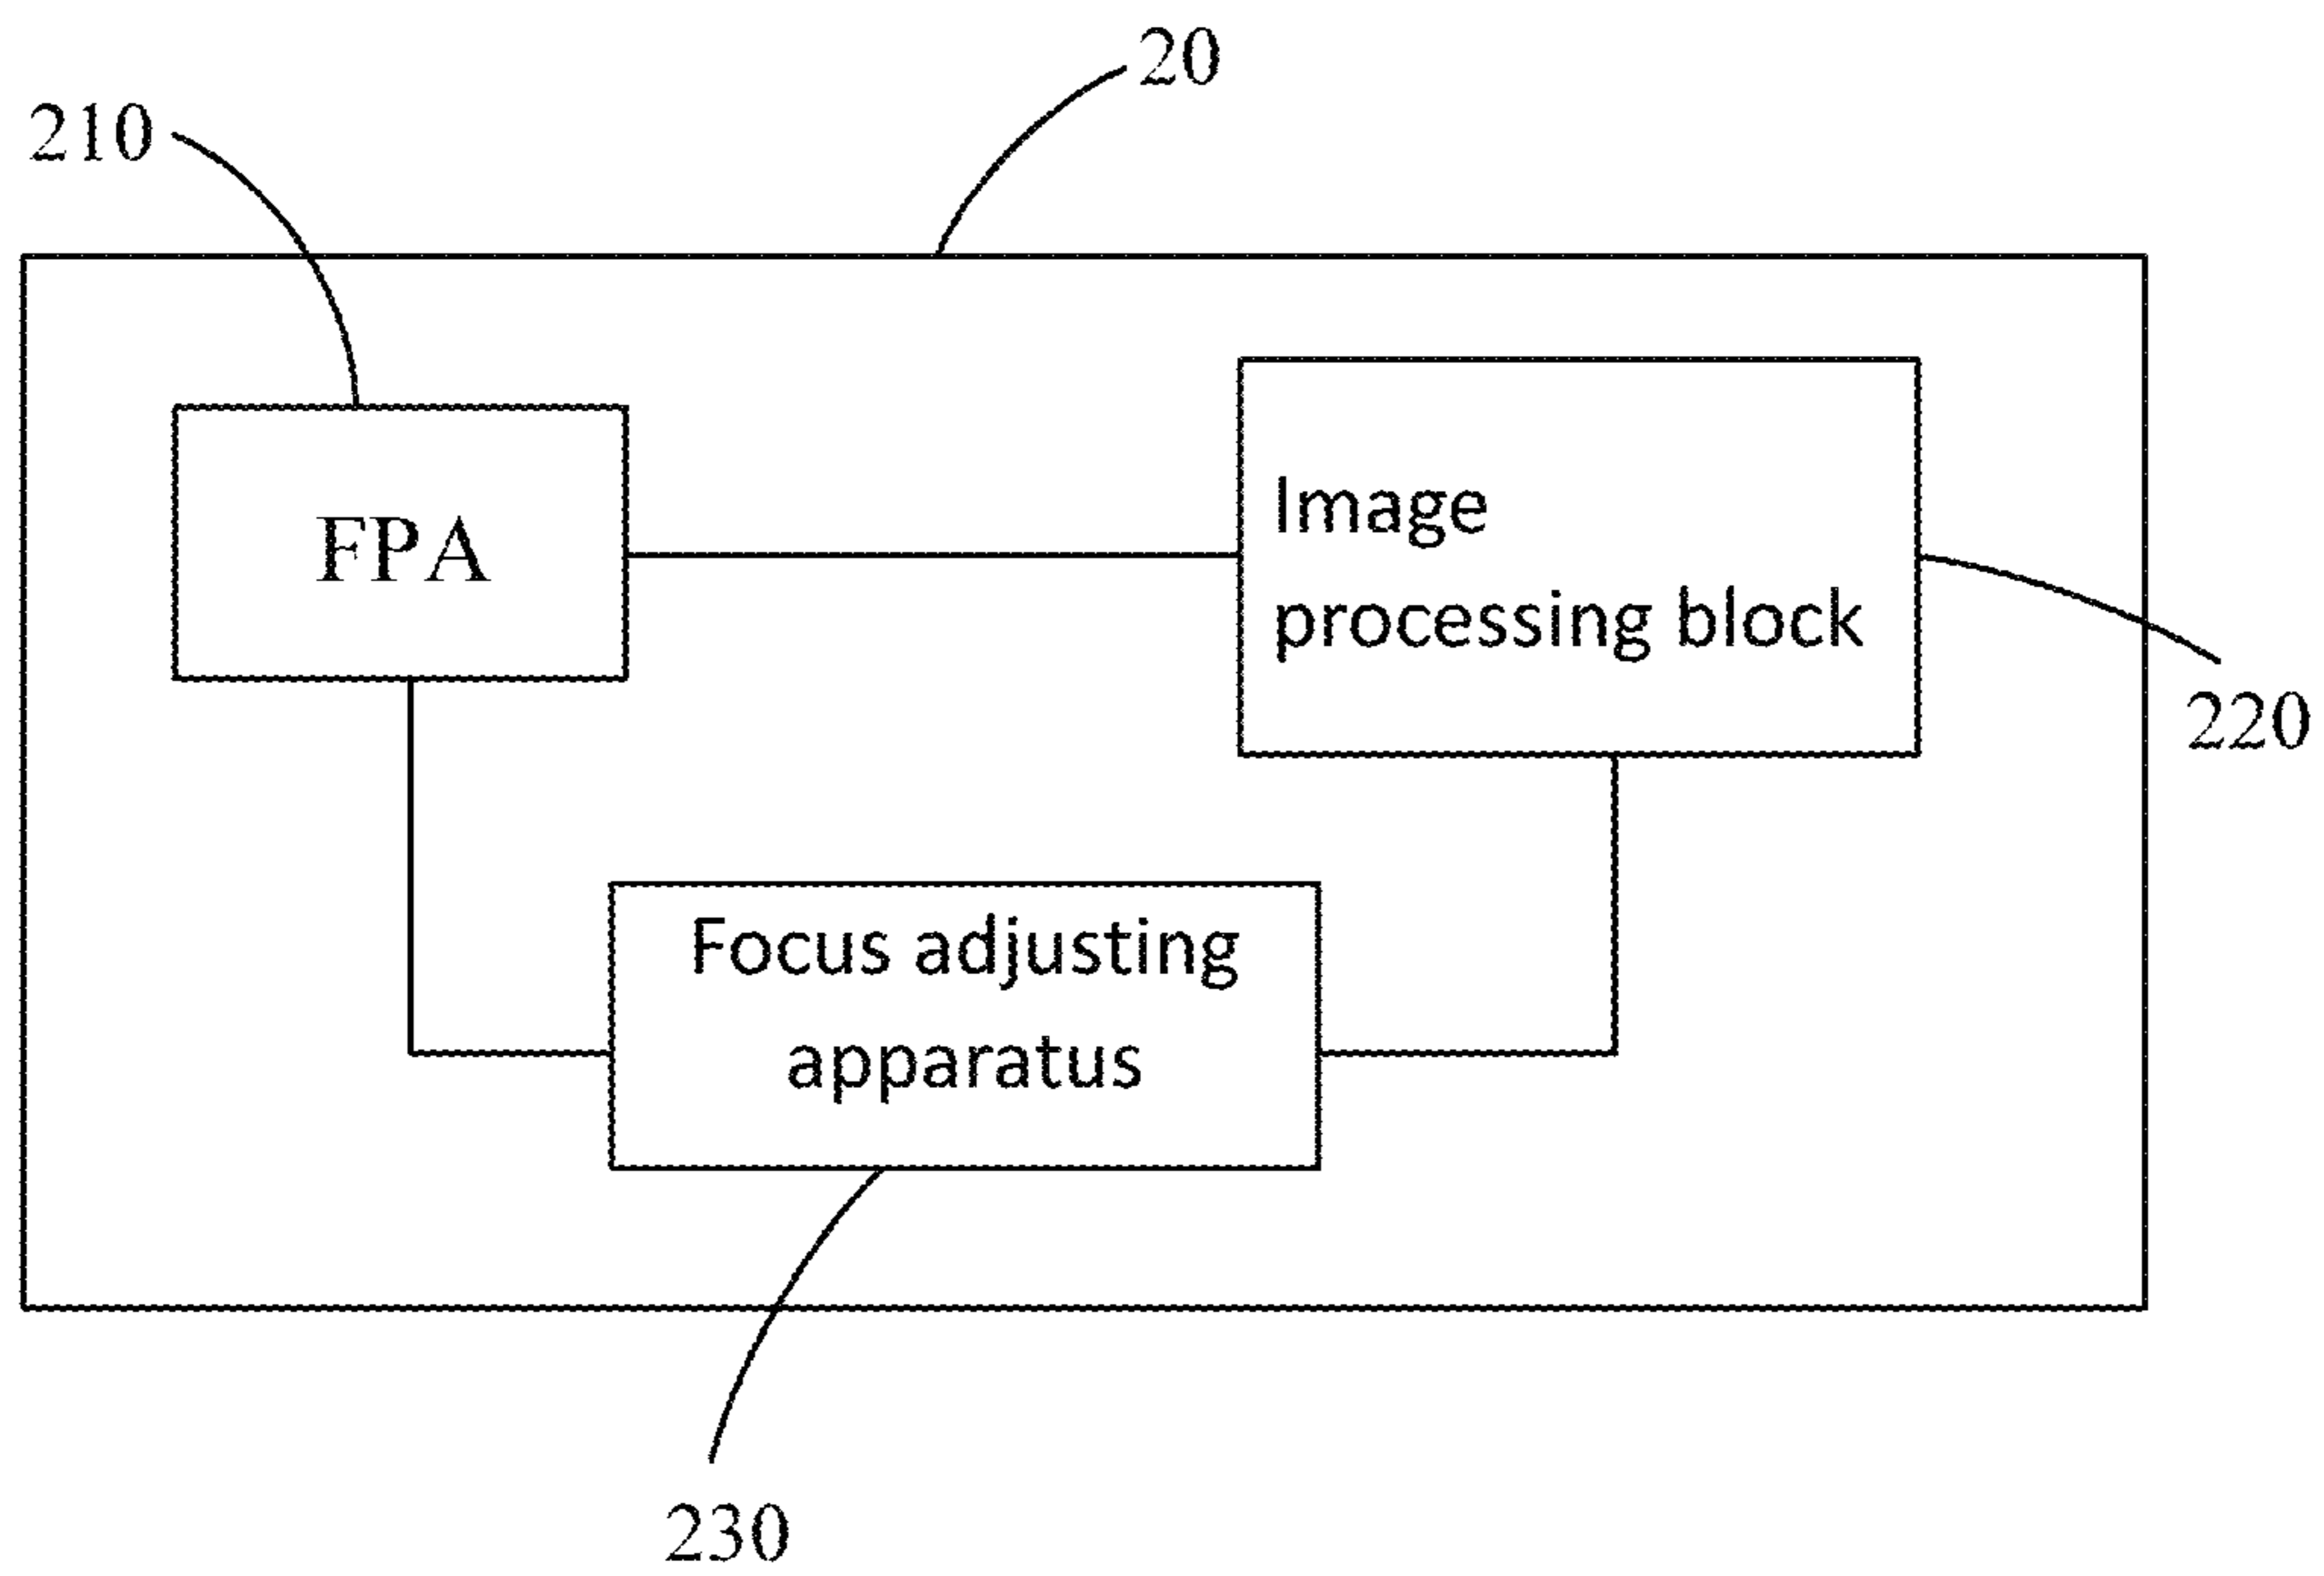 20
210
FPA
Image
processing block
220
Focus adjusting
apparatus
230